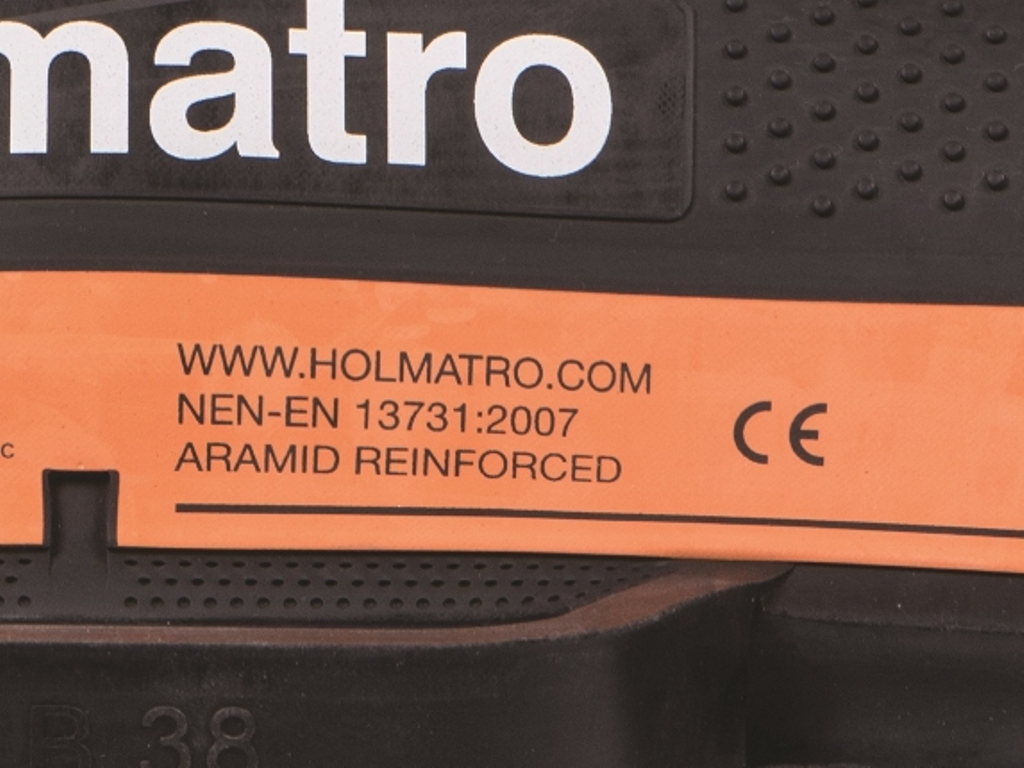 matro
WWW.HOLMATRO.COM
NEN-EN 13731:2007
ARAMID REINFORCED
CE
c
B 38